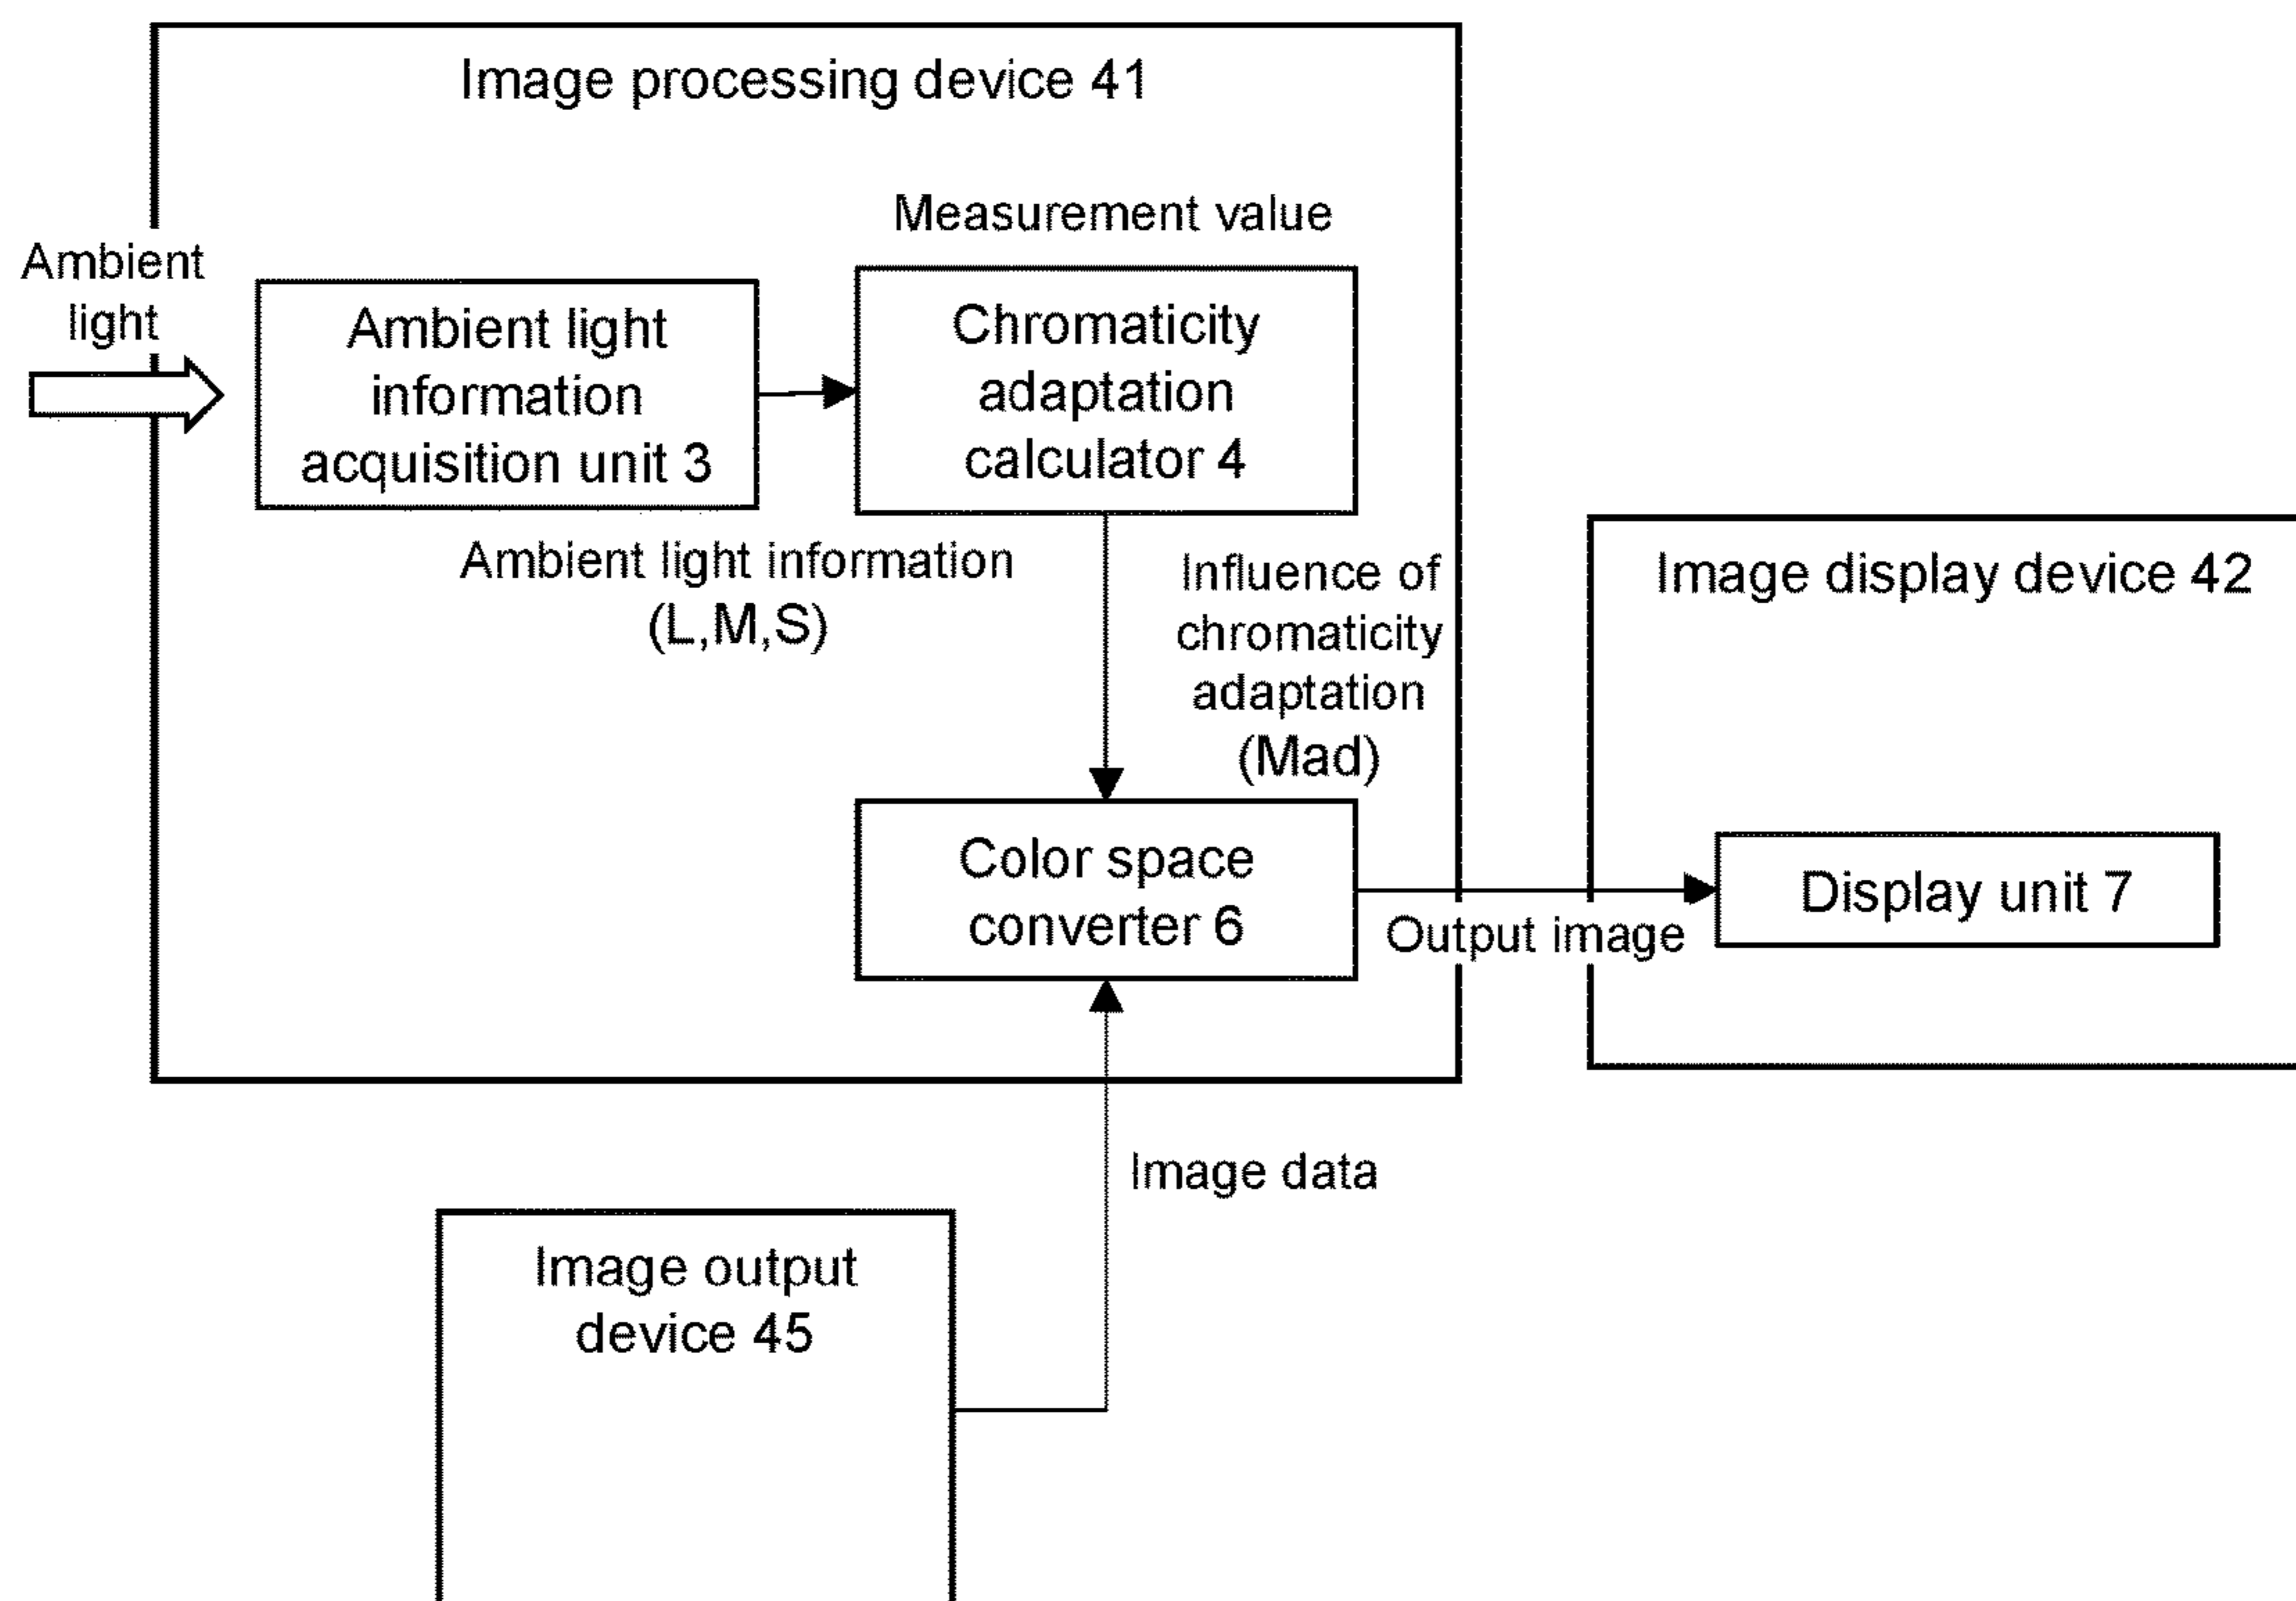 Image processing device 41
Measurement value
Ambient
light
Ambient light
information
acquisition unit 3
Chromaticity
adaptation
calculator 4
Ambient light information
(L,M,S)
Influence of
chromaticity
adaptation
(Mad)
Image display device 42
Color space
converter 6
Output image
Display unit 7
Image data
Image output
device 45